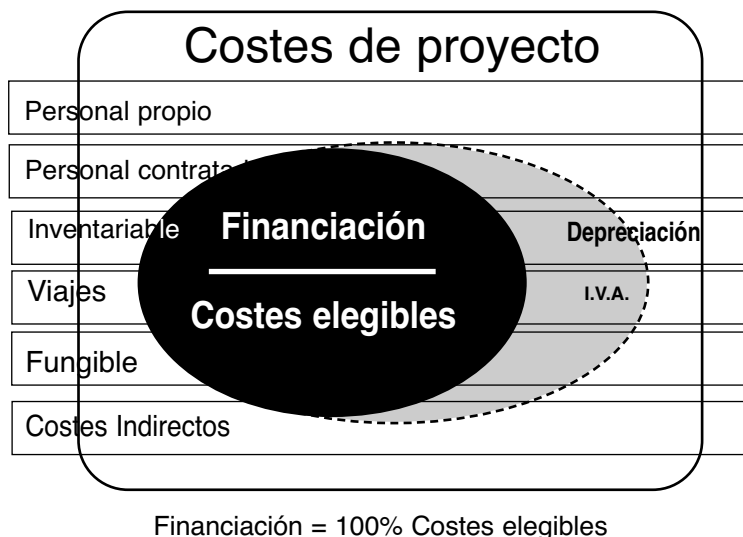 Costes de proyecto
Personal propio
Personal contrata
Inventariable
Financiación
Depreciación
Viajes
I.V.A.
Costes elegibles
Fungible
Costes Indirectos
Financiación = 100% Costes elegibles